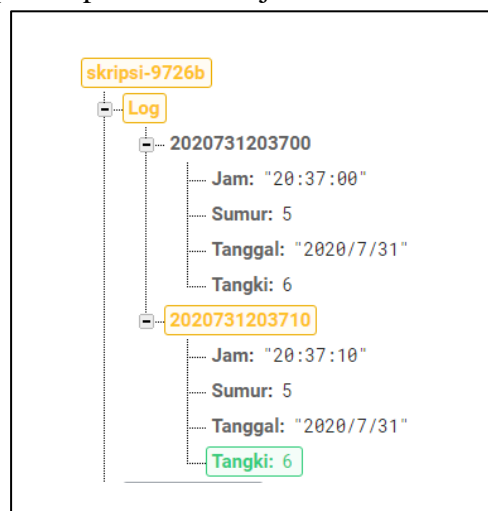 skripsi-9726b
Log
2020731203700
Jam: "20:37:00"
Sumur: 5
Tanggal: "2020/7/31"
Tangki: 6
2020731203710
Jam: "20:37:10"
Sumur: 5
Tanggal: "2020/7/31"
Tangki: 6